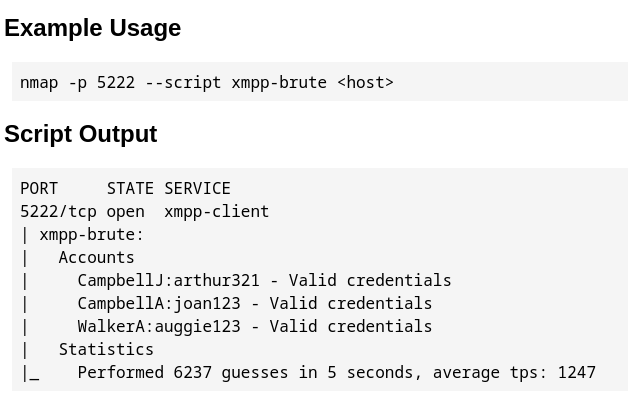 Example Usage
nmap -p 5222 --script xmpp-brute <host>
Script Output
PORT     STATE SERVICE
5222/tcp open  xmpp-client
| xmpp-brute:
|   Accounts
|     CampbellJ:arthur321 - Valid credentials
|     CampbellA:joan123 - Valid credentials
|     WalkerA:auggie123 - Valid credentials
|   Statistics
|_    Performed 6237 guesses in 5 seconds, average tps: 1247